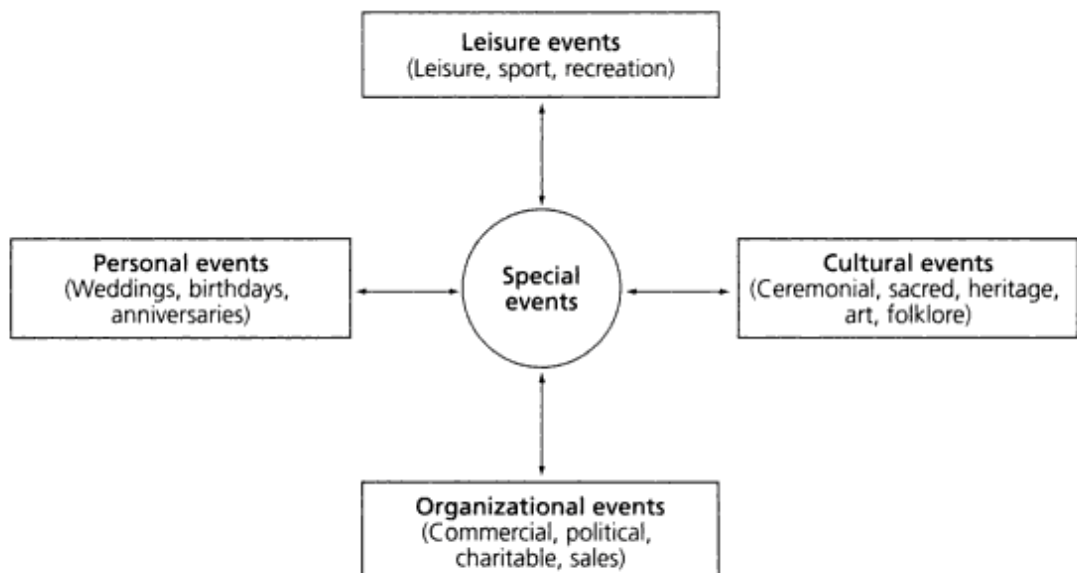 Leisure events
(Leisure, sport, recreation)
Personal events
(Weddings, birthdays,
anniversaries)
Special
events
Cultural events
(Ceremonial, sacred, heritage,
art, folklore)
Organizational events
(Commercial, political,
charitable, sales)